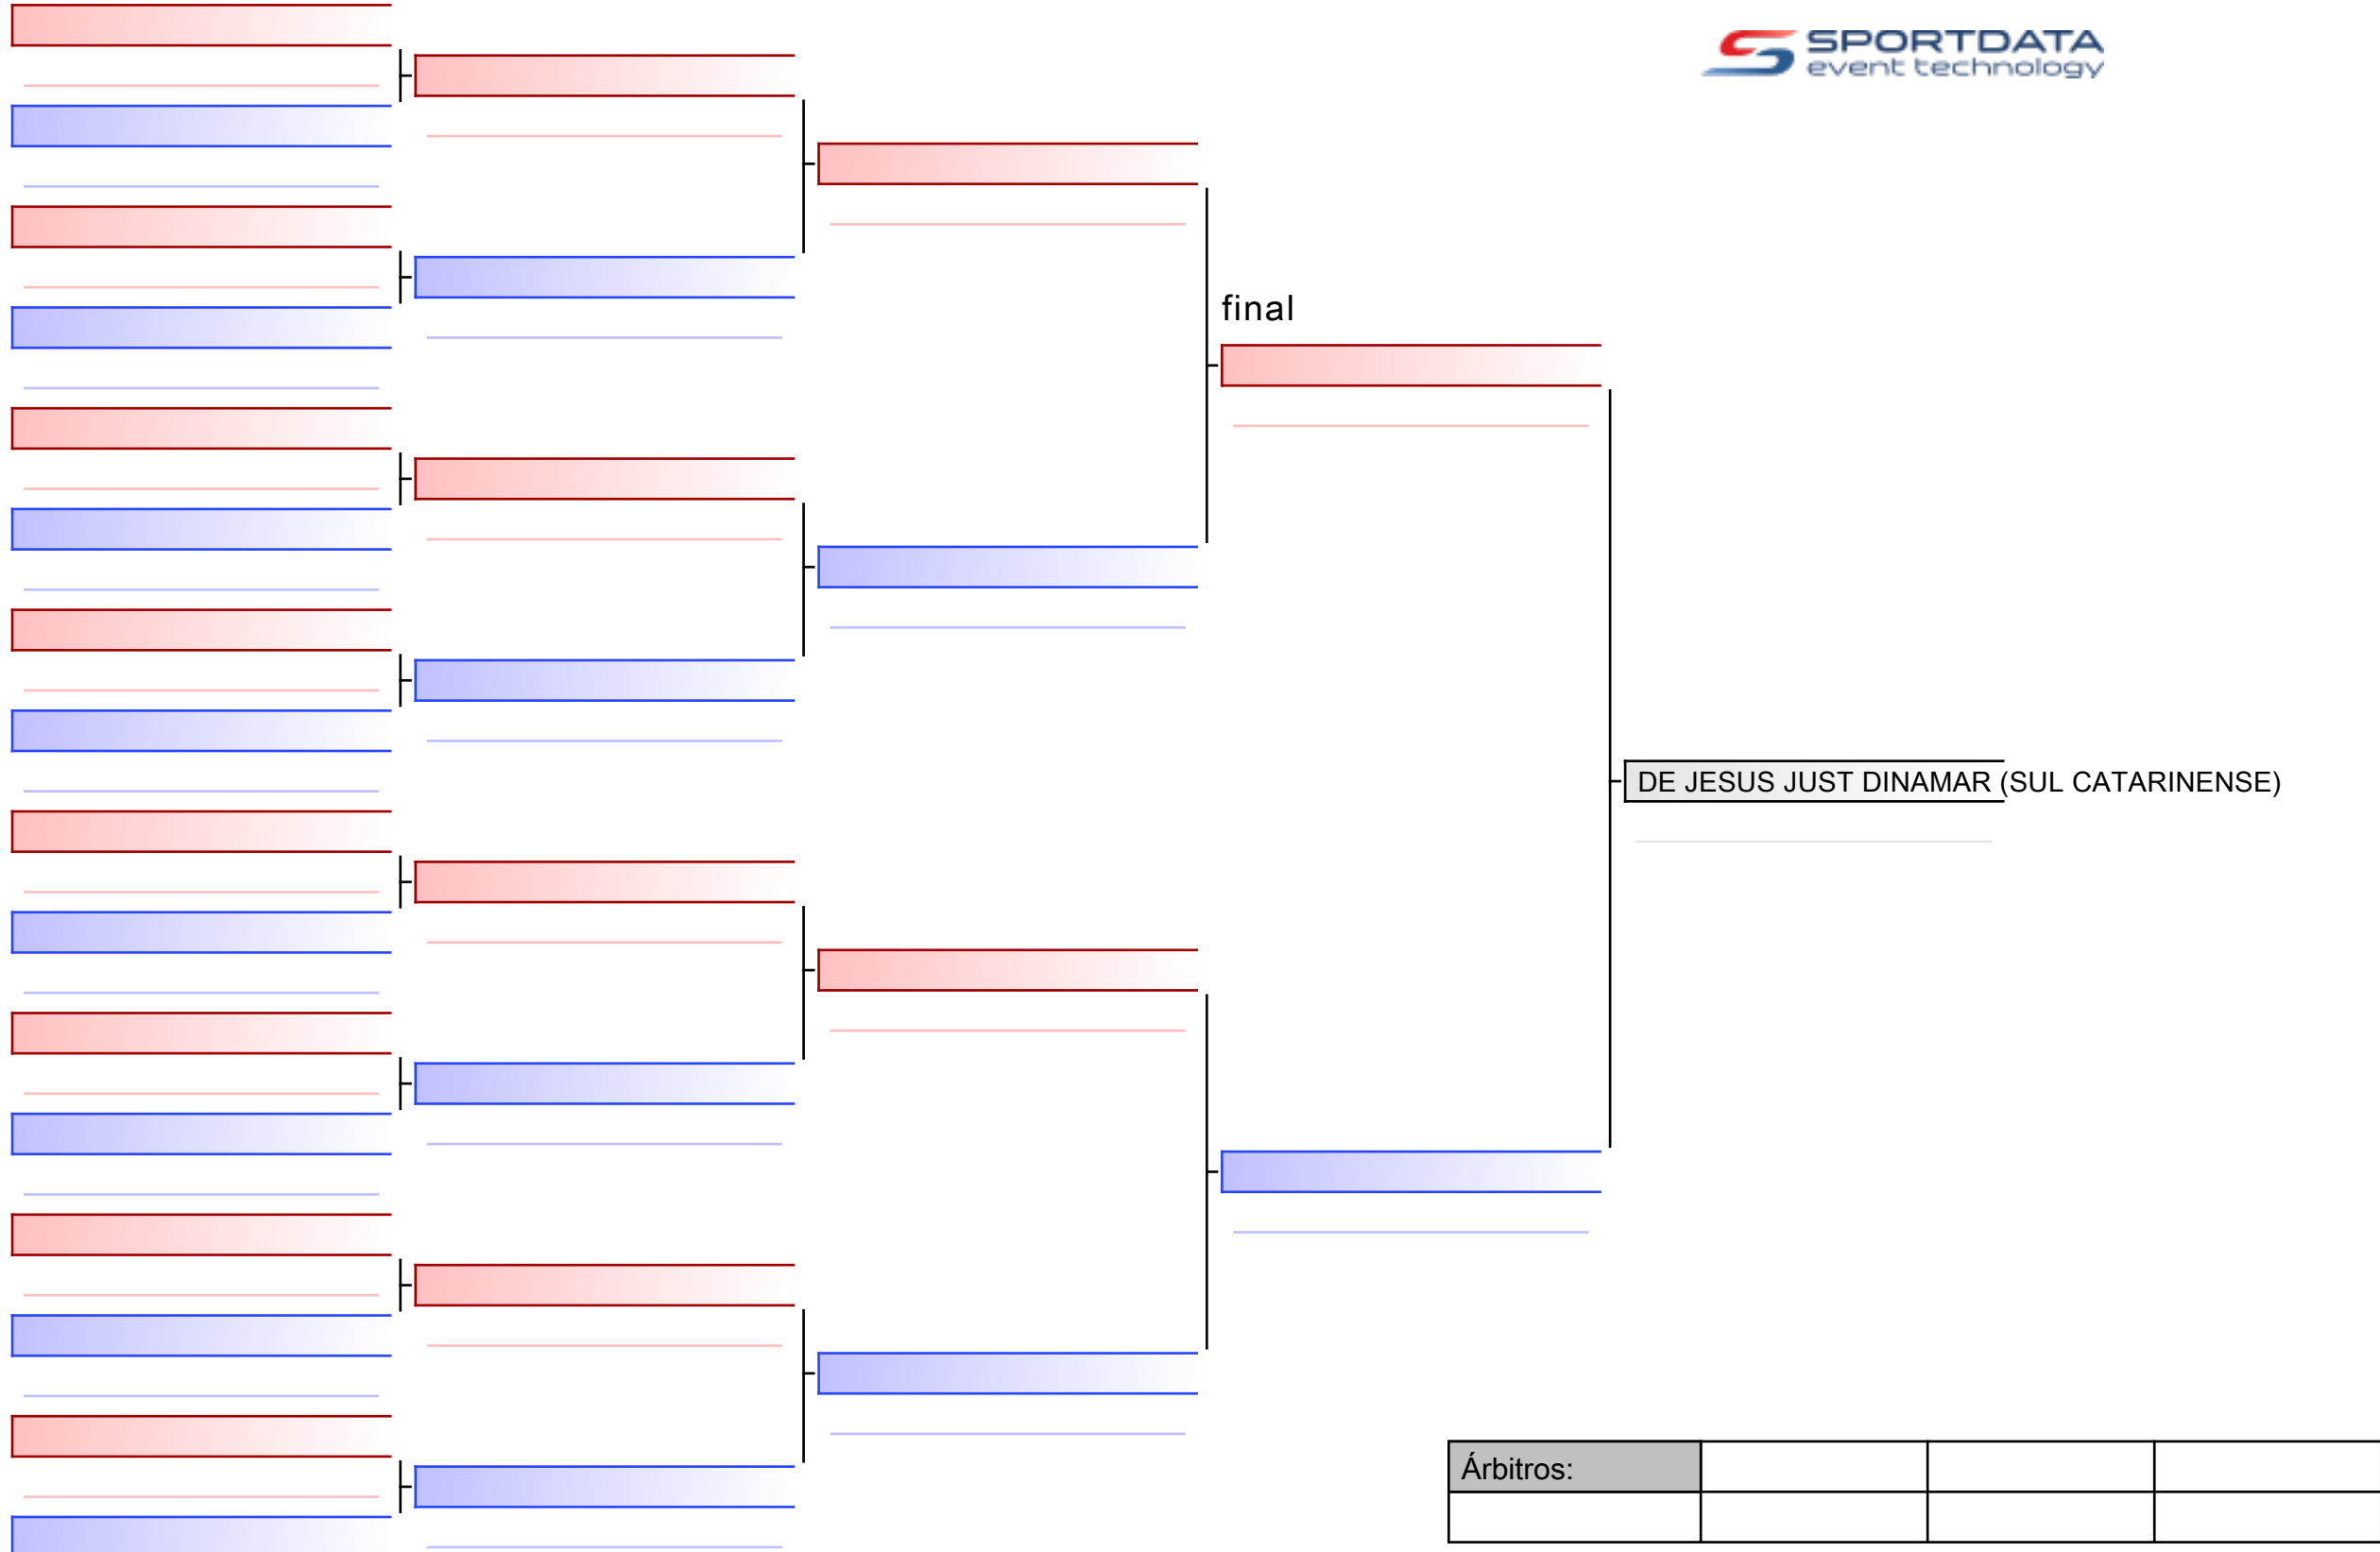 SPORTDATA
event technology
final
DE JESUS JUST DINAMAR (SUL CATARINENSE)
Árbitros: